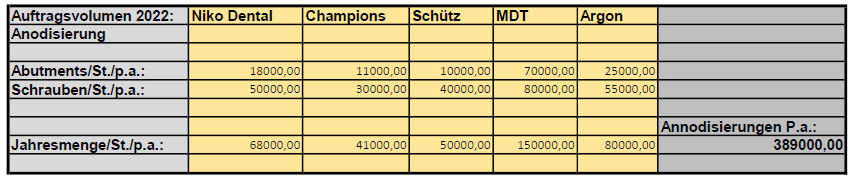 Auftragsvolumen 2022: Niko Dental Champions Schütz MDT Argon
Anodisierung
Abutments/St./p.a.: 18000,00 11000,00 10000,00 70000,00 25000,00
Schrauben/St./p.a.: 50000,00 30000,00 40000,00 80000,00 55000,00
Annodisierungen P.a.:
Jahresmenge/St./p.a.: 68000,00 41000,00 50000,00 150000,00 80000,00 389000,00